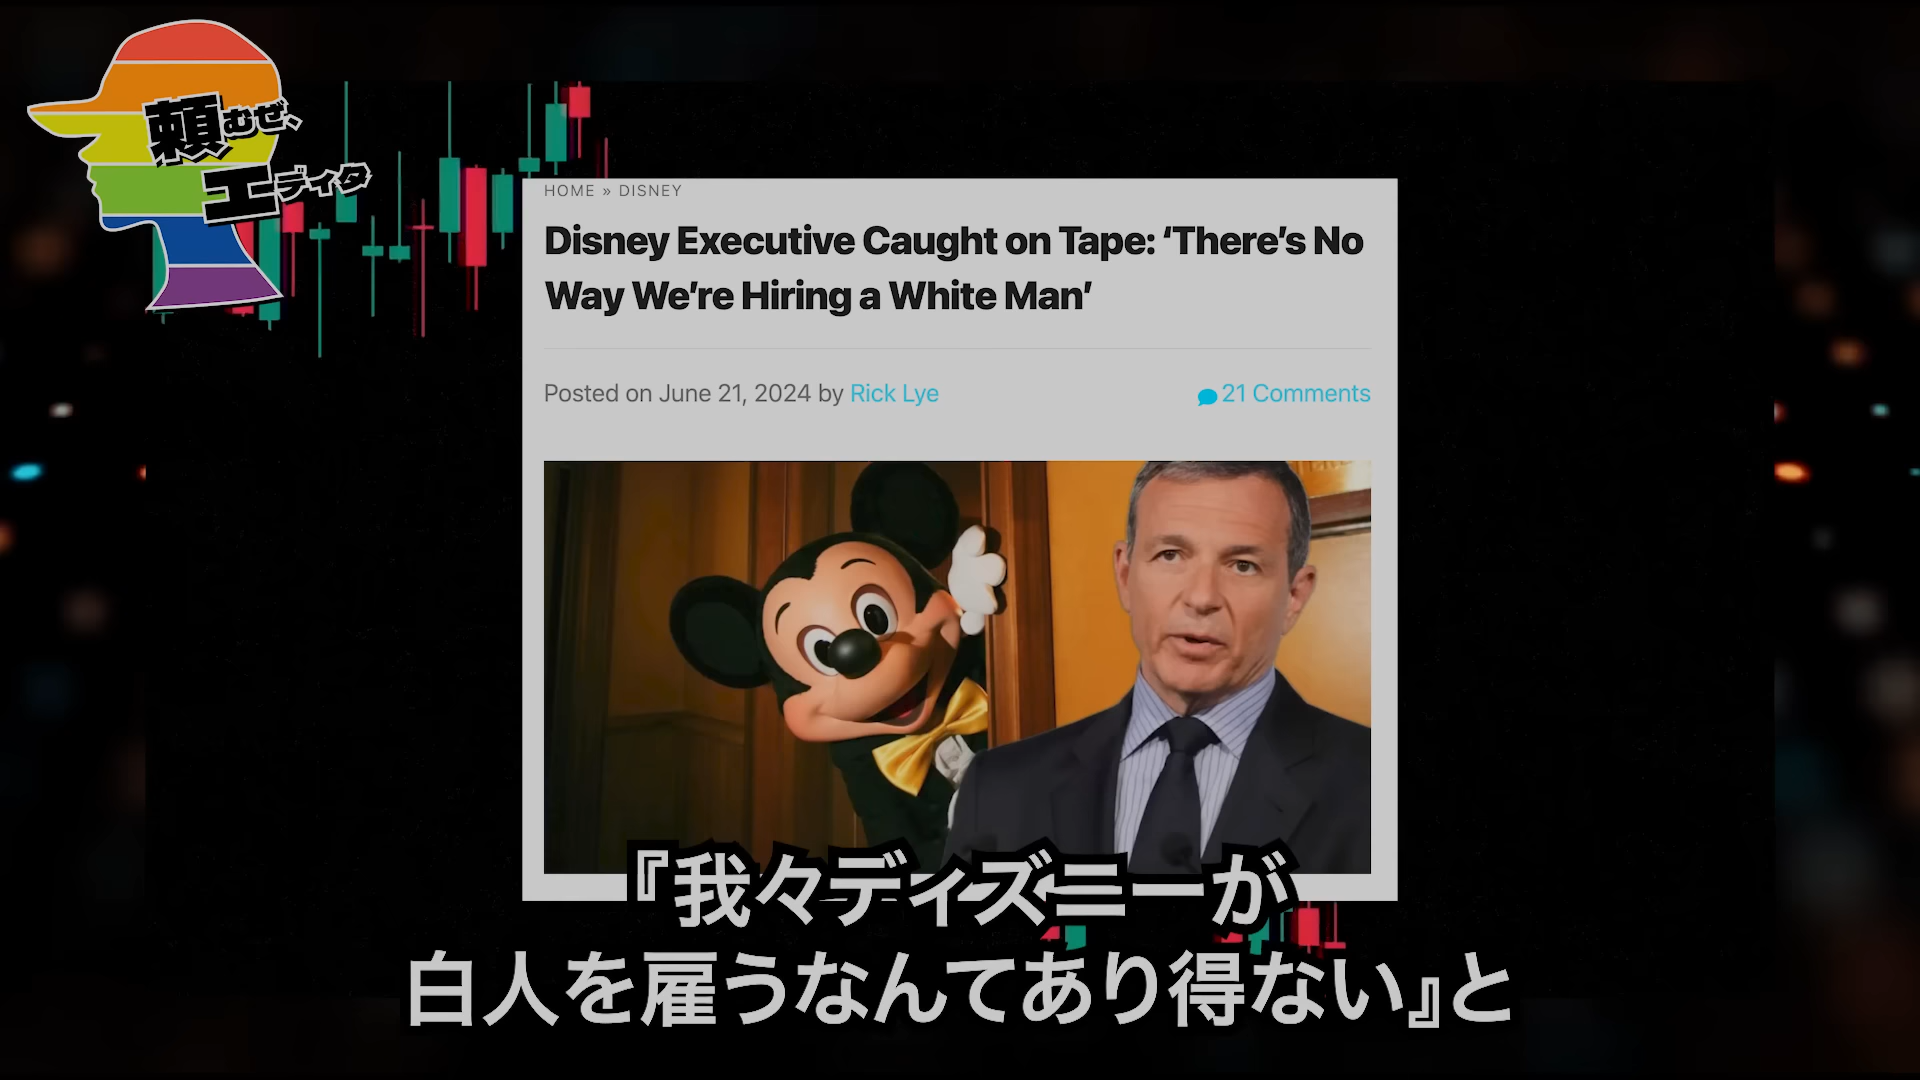 頼むぜ、
エディタ
HOME » DISNEY
Disney Executive Caught on Tape: ‘There’s No
Way We’re Hiring a White Man’
Posted on June 21, 2024 by Rick Lye
21 Comments
『我々ディズニーが
白人を雇うなんてあり得ない』と